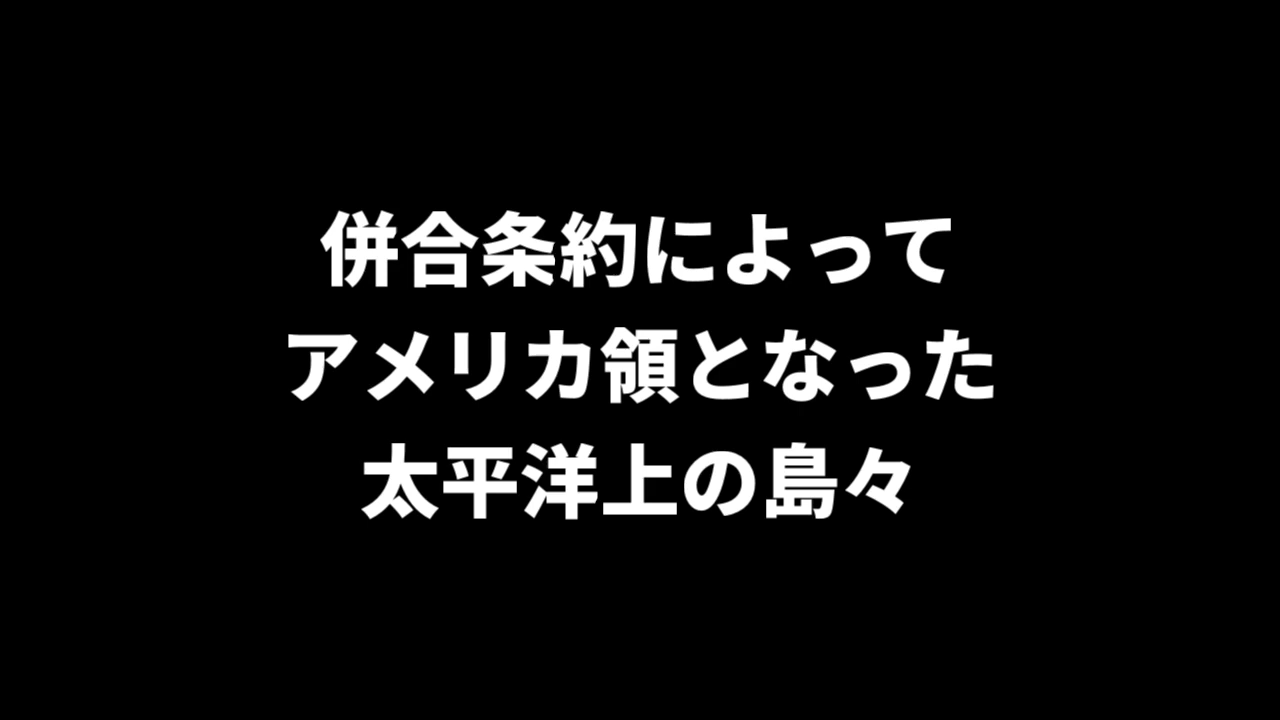 併合条約によって
アメリカ領となった
太平洋上の島々